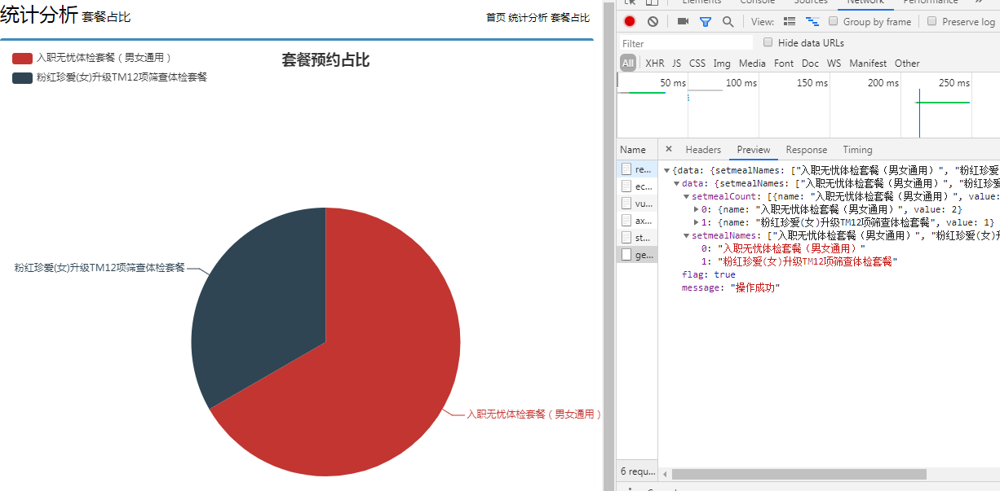 统计分析 套餐占比
首页 统计分析 套餐占比
入职无忧体检套餐（男女通用）
粉红珍爱(女)升级TM12项筛查体检套餐
套餐预约占比
粉红珍爱(女)升级TM12项筛查体检套餐
入职无忧体检套餐（男女通用）
Elements Console Sources Network Performance »
View: Group by frame Preserve log
Filter Hide data URLs
All XHR JS CSS Img Media Font Doc WS Manifest Other
50 ms 100 ms 150 ms 200 ms 250 ms
Name × Headers Preview Response Timing
re...
ec...
vu...
ax...
st...
ge...
▼{data: {setmealNames: ["入职无忧体检套餐（男女通用）", "粉红珍爱
▼data: {setmealNames: ["入职无忧体检套餐（男女通用）", "粉红珍爱
▼setmealCount: [{name: "入职无忧体检套餐（男女通用）", value:
▶0: {name: "入职无忧体检套餐（男女通用）", value: 2}
▶1: {name: "粉红珍爱(女)升级TM12项筛查体检套餐", value: 1}
▼setmealNames: ["入职无忧体检套餐（男女通用）", "粉红珍爱(女)升
0: "入职无忧体检套餐（男女通用）"
1: "粉红珍爱(女)升级TM12项筛查体检套餐"
flag: true
message: "操作成功"
6 requ...